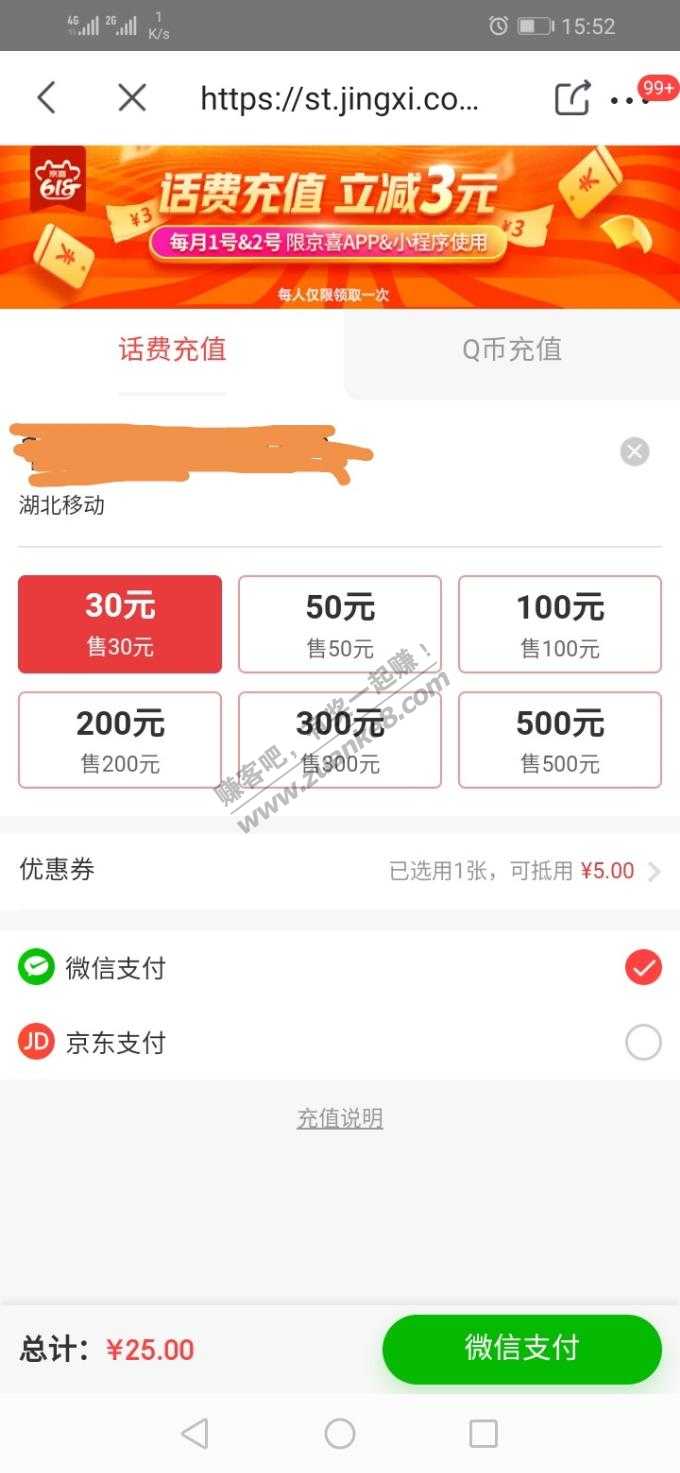 4G 2G 1 K/s 15:52
https://st.jingxi.co... 99+
京喜
618
话费充值 立减3元
¥3 ¥3
每月1号&2号 限京喜APP&小程序使用
每人仅限领取一次
话费充值 Q币充值
湖北移动
30元 50元 100元
售30元 售50元 售100元
200元 300元 500元
售200元 售300元 售500元
赚客吧，有奖一起赚！
www.zuanke8.com
优惠券 已选用1张，可抵用 ¥5.00
微信支付
JD 京东支付
充值说明
总计：¥25.00 微信支付